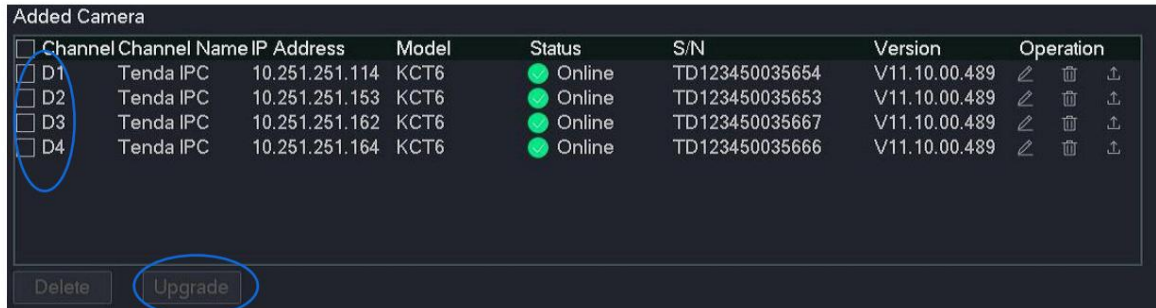 Added Camera
Channel Channel Name IP Address Model Status S/N Version Operation
D1 Tenda IPC 10.251.251.114 KCT6 Online TD123450035654 V11.10.00.489
D2 Tenda IPC 10.251.251.153 KCT6 Online TD123450035653 V11.10.00.489
D3 Tenda IPC 10.251.251.162 KCT6 Online TD123450035667 V11.10.00.489
D4 Tenda IPC 10.251.251.164 KCT6 Online TD123450035666 V11.10.00.489
Delete Upgrade